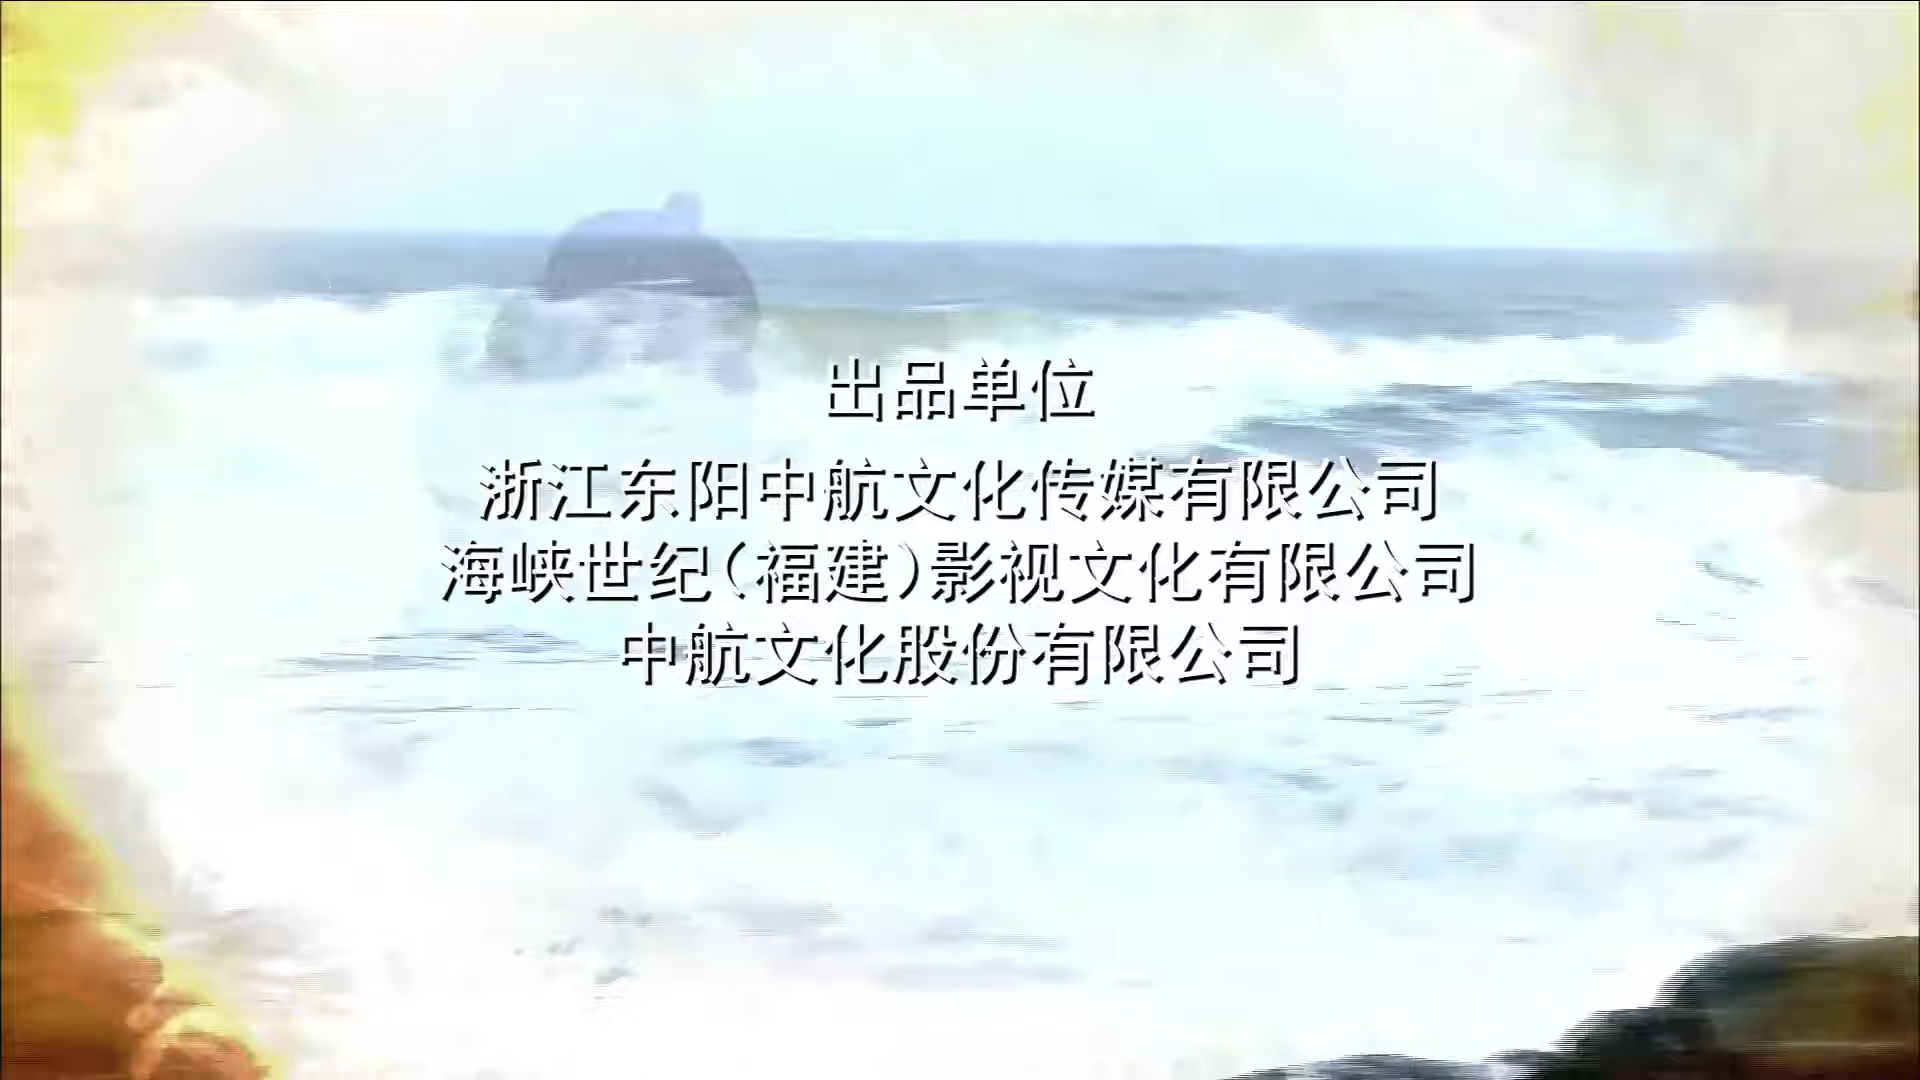 出品单位
浙江东阳中航文化传媒有限公司
海峡世纪(福建)影视文化有限公司
中航文化股份有限公司